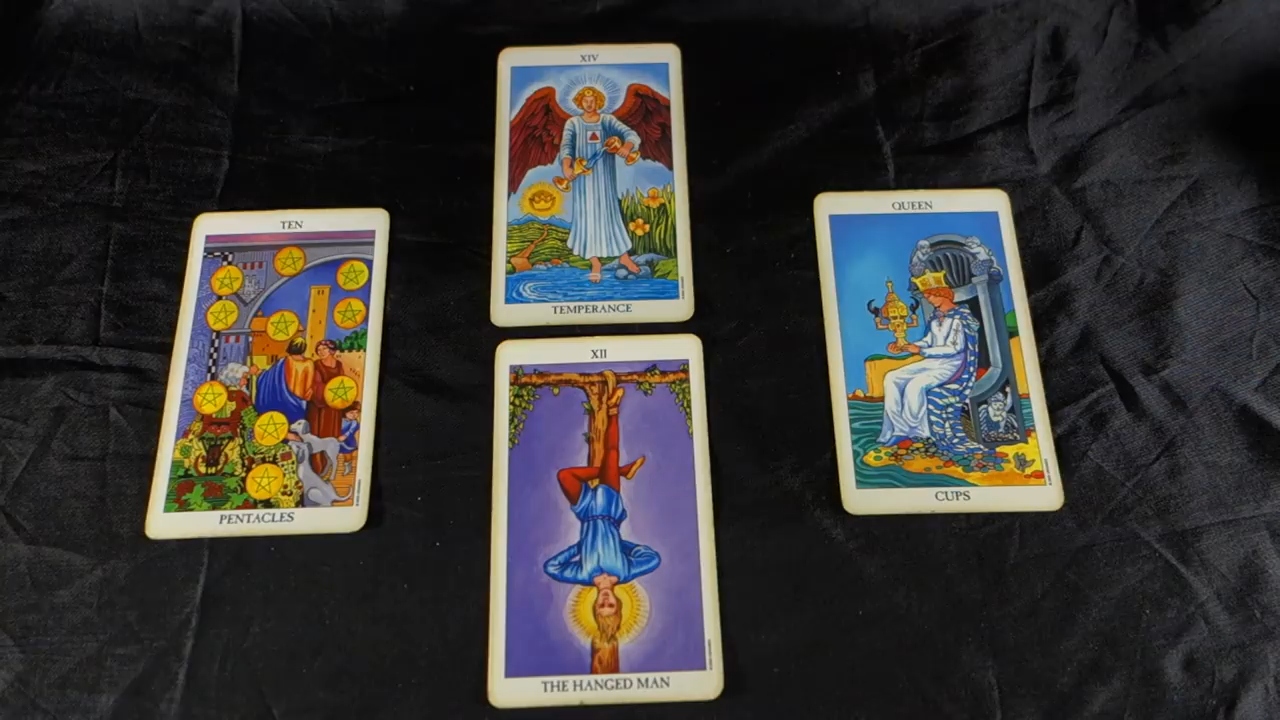 XIV
TEMPERANCE
TEN
PENTACLES
QUEEN
CUPS
XII
THE HANGED MAN